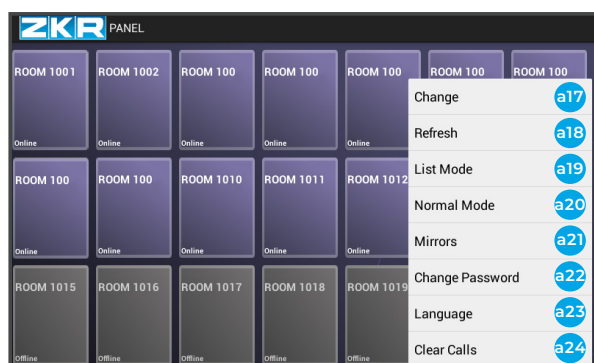 ZKR PANEL
ROOM 1001 ROOM 1002 ROOM 100 ROOM 100 ROOM 100 ROOM 100 ROOM 100
Online Online Online Online Online
ROOM 100 ROOM 100 ROOM 1010 ROOM 1011 ROOM 1012
Online Online Online Online Online
ROOM 1015 ROOM 1016 ROOM 1017 ROOM 1018 ROOM 1019
Offline Offline Offline Offline Offline
Change a17
Refresh a18
List Mode a19
Normal Mode a20
Mirrors a21
Change Password a22
Language a23
Clear Calls a24